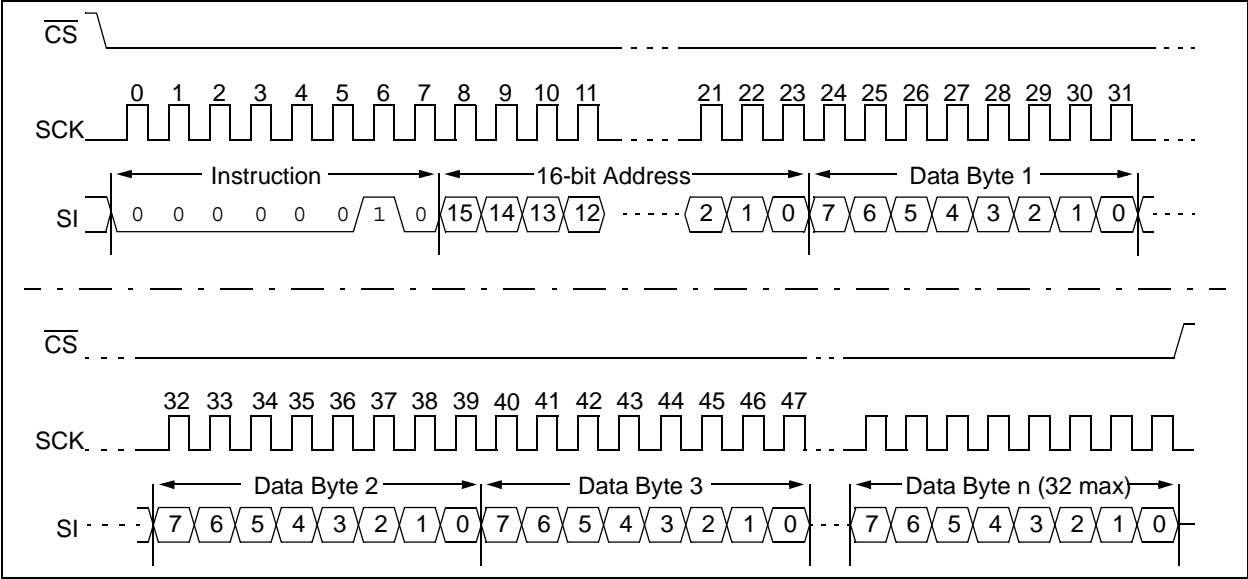 CS
0 1 2 3 4 5 6 7 8 9 10 11 21 22 23 24 25 26 27 28 29 30 31
SCK
Instruction 16-bit Address Data Byte 1
SI 0 0 0 0 0 0 1 0 15 14 13 12 2 1 0 7 6 5 4 3 2 1 0
CS
32 33 34 35 36 37 38 39 40 41 42 43 44 45 46 47
SCK
Data Byte 2 Data Byte 3 Data Byte n (32 max)
SI 7 6 5 4 3 2 1 0 7 6 5 4 3 2 1 0 7 6 5 4 3 2 1 0